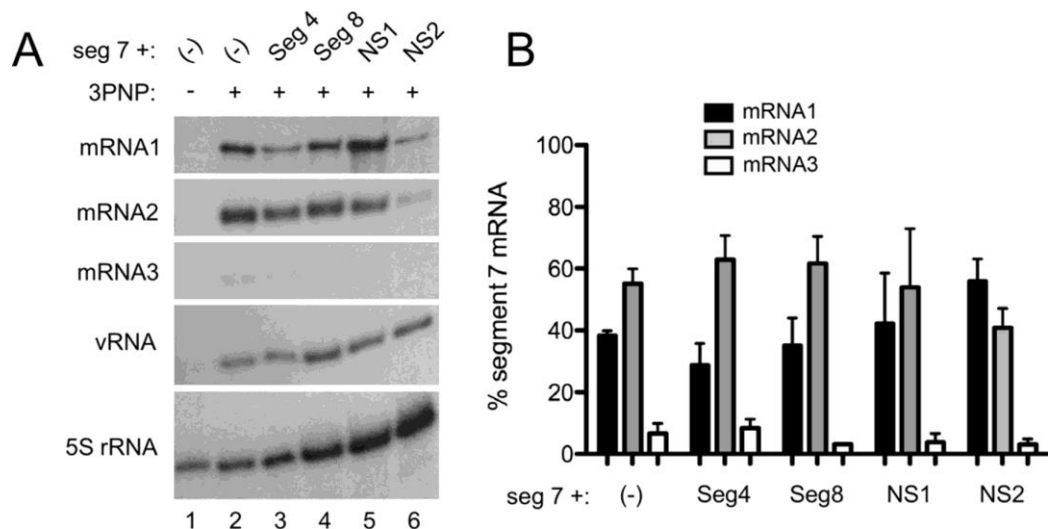 A
seg 7 +: (-) (-) Seg 4 Seg 8 NS1 NS2
3PNP: - + + + + +
mRNA1
mRNA2
mRNA3
vRNA
5S rRNA
1 2 3 4 5 6
B
mRNA1
mRNA2
mRNA3
% segment 7 mRNA
100
80
60
40
20
0
seg 7 +: (-) Seg4 Seg8 NS1 NS2